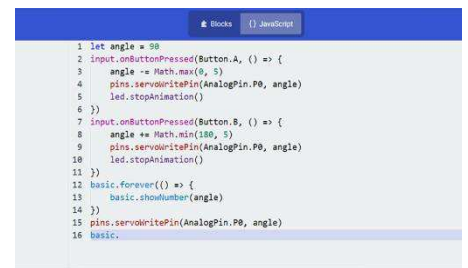 Blocks {} JavaScript
1 let angle = 90
2 input.onButtonPressed(Button.A, () => {
3 angle -= Math.max(0, 5)
4 pins.servoWritePin(AnalogPin.P0, angle)
5 led.stopAnimation()
6 })
7 input.onButtonPressed(Button.B, () => {
8 angle += Math.min(180, 5)
9 pins.servoWritePin(AnalogPin.P0, angle)
10 led.stopAnimation()
11 })
12 basic.forever(() => {
13 basic.showNumber(angle)
14 })
15 pins.servoWritePin(AnalogPin.P0, angle)
16 basic.